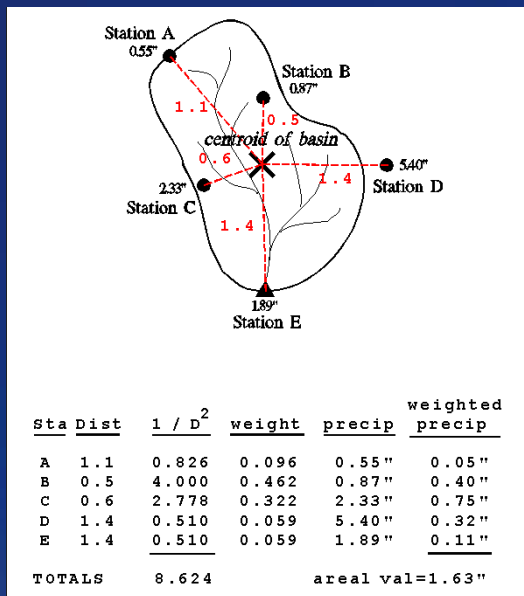 Station A
0.55"
Station B
0.87"
1.1
0.5
centroid of basin
0.6
1.4
5.40"
Station D
2.33"
Station C
1.4
1.89"
Station E
weighted
Sta Dist 1 / D² weight precip precip
A 1.1 0.826 0.096 0.55" 0.05"
B 0.5 4.000 0.462 0.87" 0.40"
C 0.6 2.778 0.322 2.33" 0.75"
D 1.4 0.510 0.059 5.40" 0.32"
E 1.4 0.510 0.059 1.89" 0.11"
TOTALS 8.624 areal val=1.63"